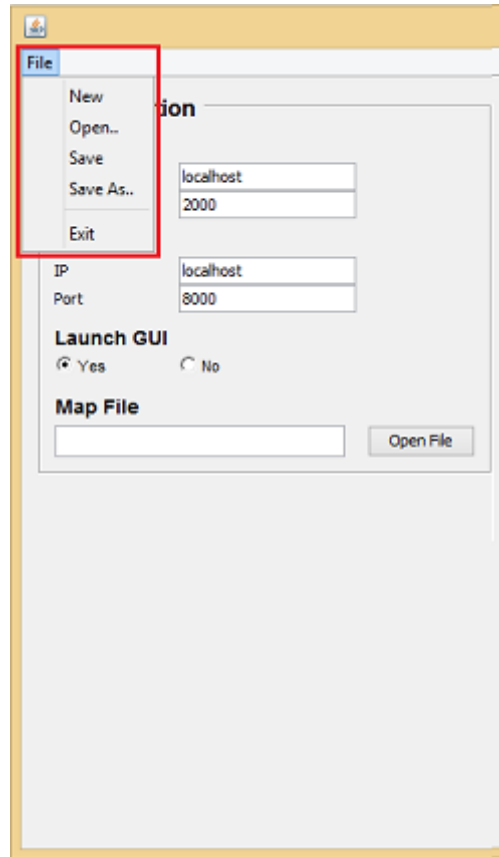 File
New
Open..
Save
Save As..
Exit
tion
localhost
2000
IP localhost
Port 8000
Launch GUI
Yes No
Map File
Open File